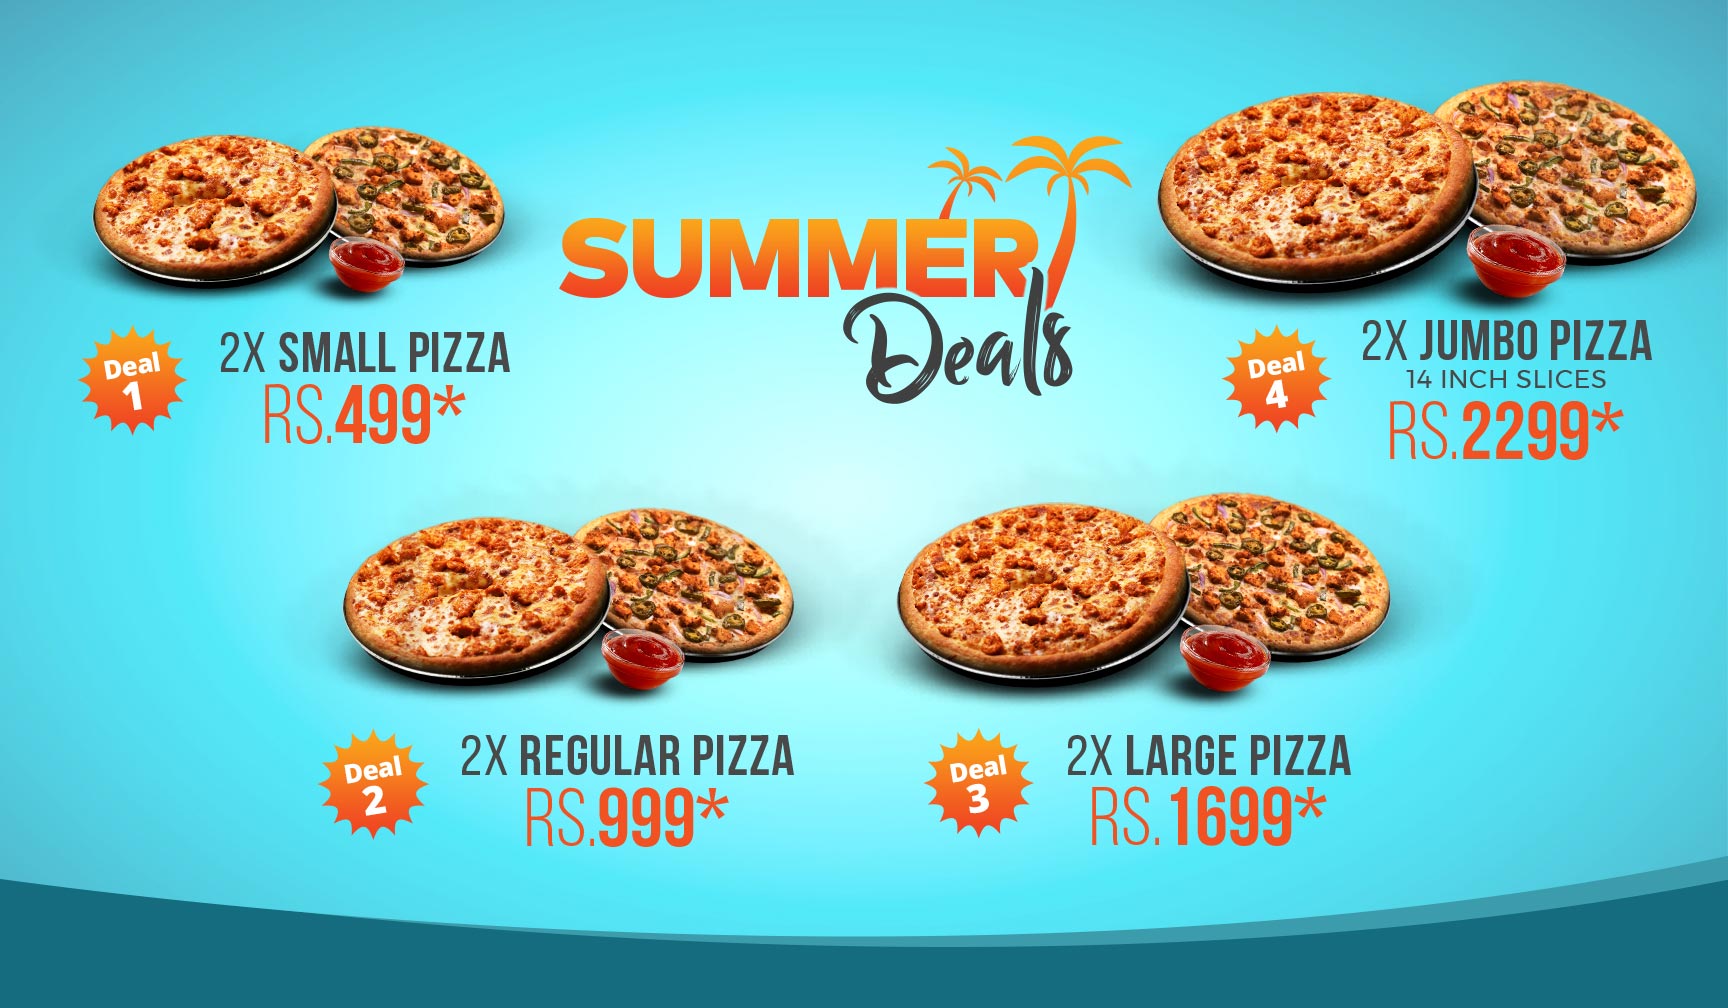 SUMMER
Deals
Deal
1
2X SMALL PIZZA
RS.499*
Deal
4
2X JUMBO PIZZA
14 INCH SLICES
RS.2299*
Deal
2
2X REGULAR PIZZA
RS.999*
Deal
3
2X LARGE PIZZA
RS.1699*